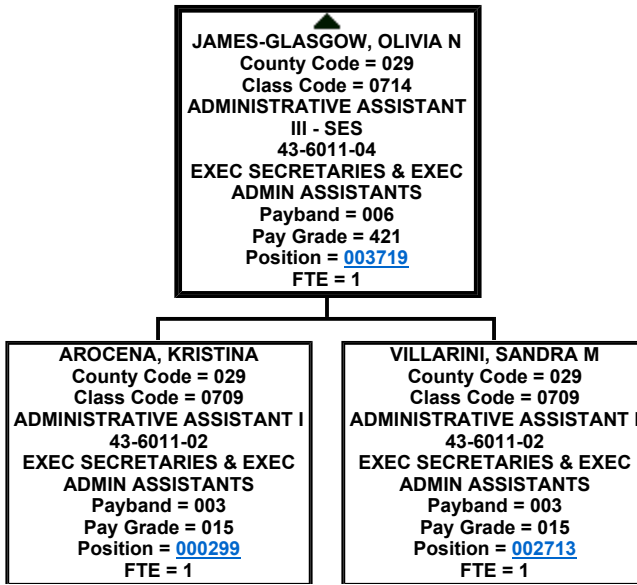 JAMES-GLASGOW, OLIVIA N
County Code = 029
Class Code = 0714
ADMINISTRATIVE ASSISTANT
III - SES
43-6011-04
EXEC SECRETARIES & EXEC
ADMIN ASSISTANTS
Payband = 006
Pay Grade = 421
Position = 003719
FTE = 1
AROCENA, KRISTINA
County Code = 029
Class Code = 0709
ADMINISTRATIVE ASSISTANT I
43-6011-02
EXEC SECRETARIES & EXEC
ADMIN ASSISTANTS
Payband = 003
Pay Grade = 015
Position = 000299
FTE = 1
VILLARINI, SANDRA M
County Code = 029
Class Code = 0709
ADMINISTRATIVE ASSISTANT I
43-6011-02
EXEC SECRETARIES & EXEC
ADMIN ASSISTANTS
Payband = 003
Pay Grade = 015
Position = 002713
FTE = 1